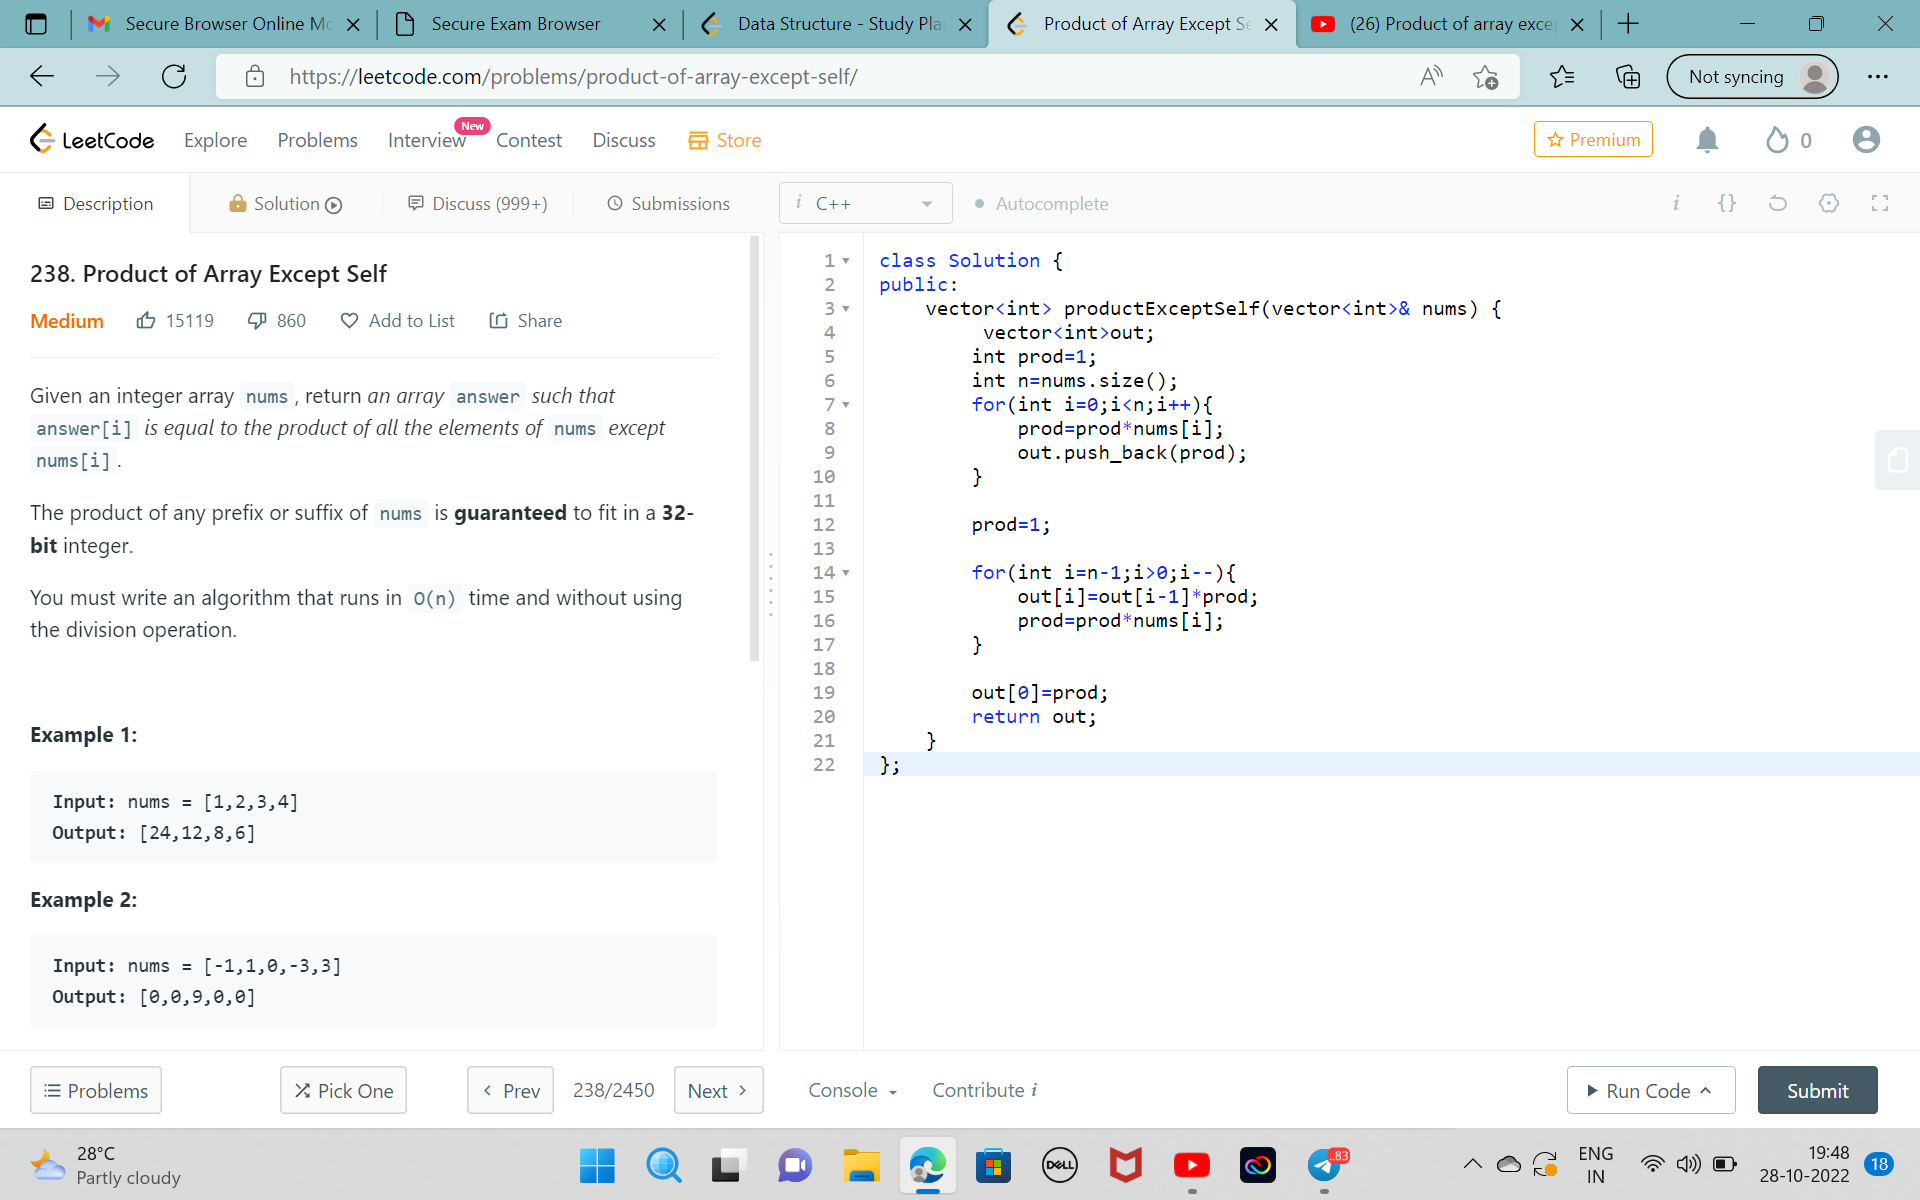 Secure Browser Online Mo
Secure Exam Browser
Data Structure - Study Pla
Product of Array Except Se
(26) Product of array exce
https://leetcode.com/problems/product-of-array-except-self/
Not syncing
LeetCode
Explore
Problems
Interview
New
Contest
Discuss
Store
Premium
0
Description
Solution
Discuss (999+)
Submissions
i C++
Autocomplete
i {}
238. Product of Array Except Self
Medium
15119
860
Add to List
Share
Given an integer array nums, return an array answer such that
answer[i] is equal to the product of all the elements of nums except
nums[i].
The product of any prefix or suffix of nums is guaranteed to fit in a 32-
bit integer.
You must write an algorithm that runs in O(n) time and without using
the division operation.
Example 1:
Input: nums = [1,2,3,4]
Output: [24,12,8,6]
Example 2:
Input: nums = [-1,1,0,-3,3]
Output: [0,0,9,0,0]
1 class Solution {
2 public:
3 vector<int> productExceptSelf(vector<int>& nums) {
4 vector<int>out;
5 int prod=1;
6 int n=nums.size();
7 for(int i=0;i<n;i++){
8 prod=prod*nums[i];
9 out.push_back(prod);
10 }
11
12 prod=1;
13
14 for(int i=n-1;i>0;i--){
15 out[i]=out[i-1]*prod;
16 prod=prod*nums[i];
17 }
18
19 out[0]=prod;
20 return out;
21 }
22 };
Problems
Pick One
Prev
238/2450
Next
Console
Contribute i
Run Code
Submit
28°C
Partly cloudy
DELL
..83
ENG
IN
19:48
28-10-2022
18